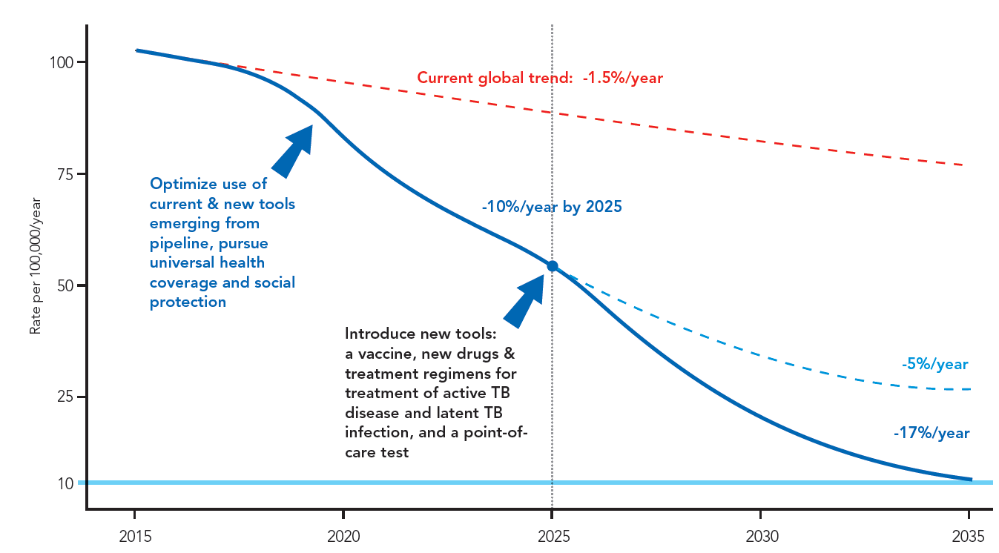 100
75
50
25
10
Rate per 100,000/year
Current global trend:  -1.5%/year
Optimize use of
current & new tools
emerging from
pipeline, pursue
universal health
coverage and social
protection
-10%/year by 2025
Introduce new tools:
a vaccine, new drugs &
treatment regimens for
treatment of active TB
disease and latent TB
infection, and a point-of-
care test
-5%/year
-17%/year
2015
2020
2025
2030
2035